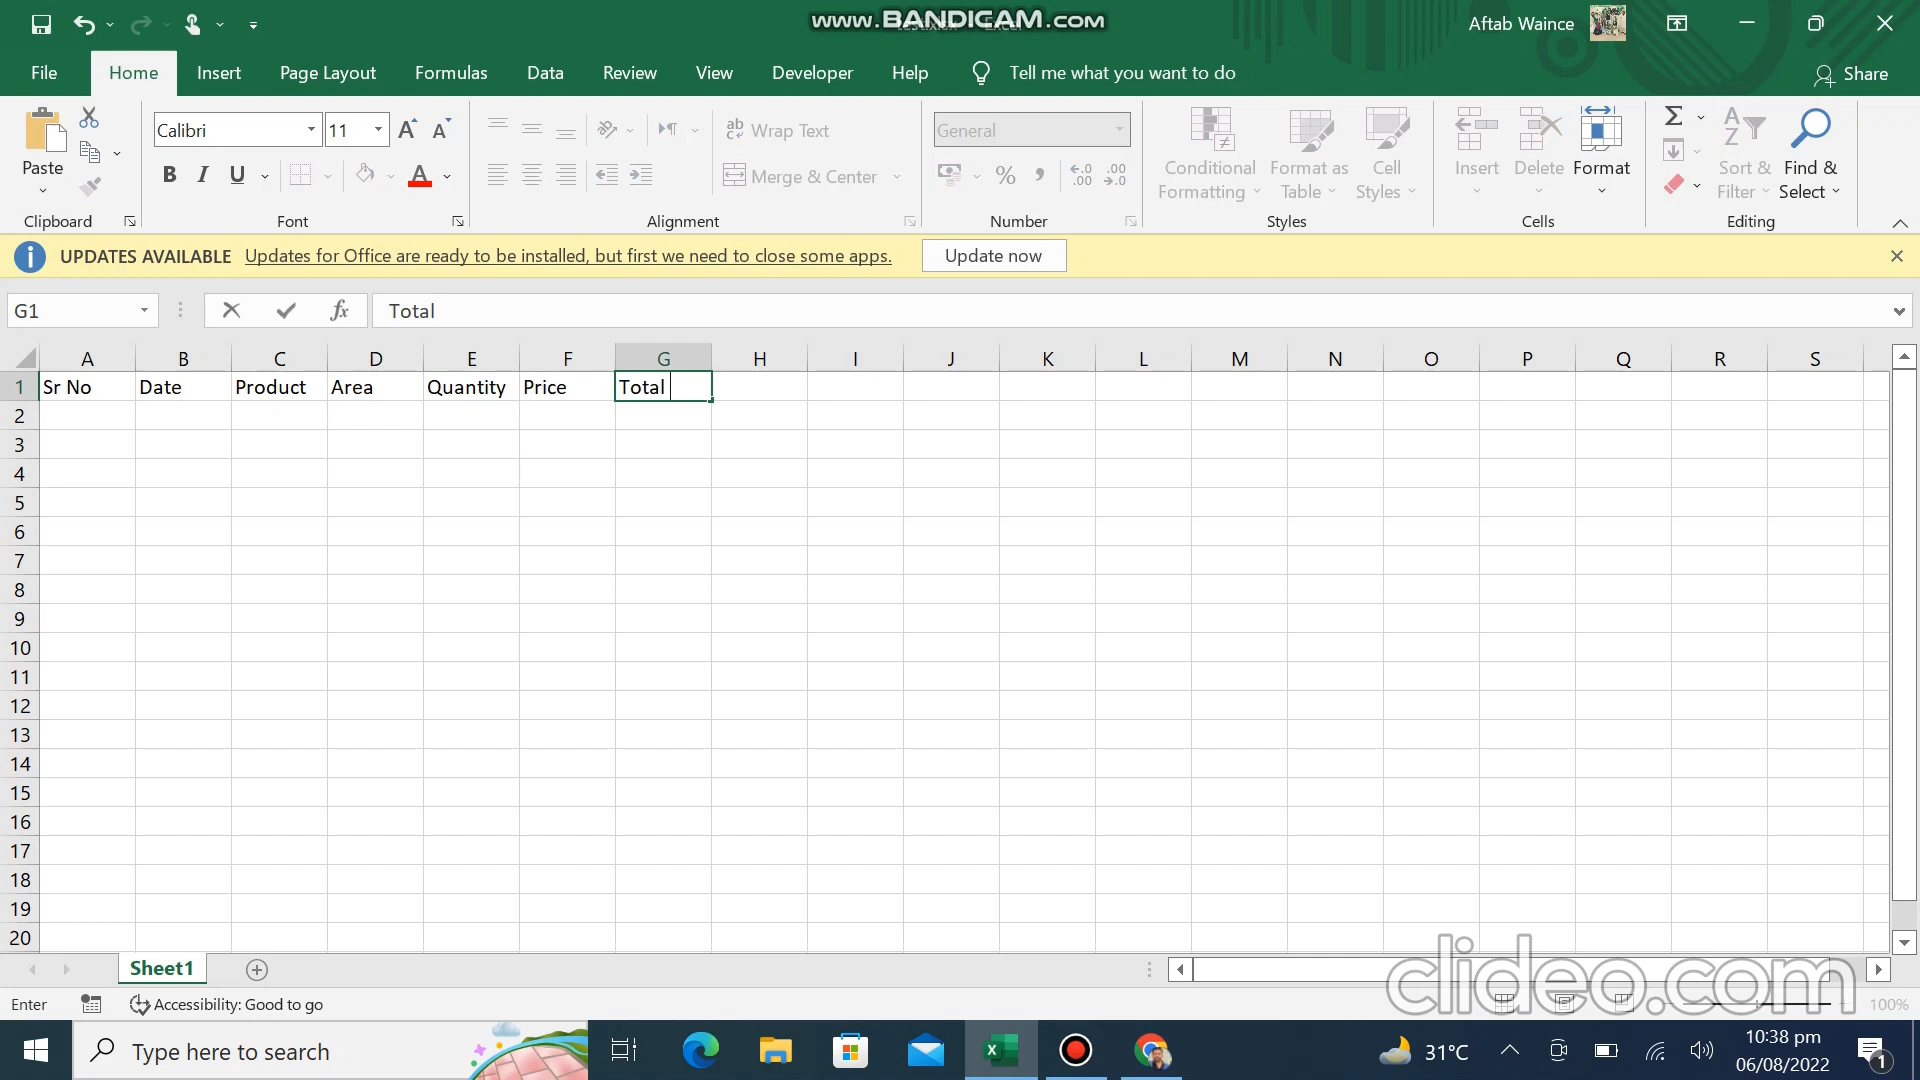 www.BANDICAM.com
Aftab Waince
File Home Insert Page Layout Formulas Data Review View Developer Help Tell me what you want to do Share
Paste
Clipboard
Calibri 11
B I U A
Font
ab Wrap Text
Merge & Center
Alignment
General
% , .00 .00
Number
Conditional Formatting
Format as Table
Cell Styles
Styles
Insert Delete Format
Cells
Sort & Filter
Find & Select
Editing
UPDATES AVAILABLE Updates for Office are ready to be installed, but first we need to close some apps. Update now
G1 fx Total
A B C D E F G H I J K L M N O P Q R S
1 Sr No Date Product Area Quantity Price Total
2
3
4
5
6
7
8
9
10
11
12
13
14
15
16
17
18
19
20
Sheet1
clideo.com
Enter Accessibility: Good to go 100%
Type here to search
31°C
10:38 pm
06/08/2022
1